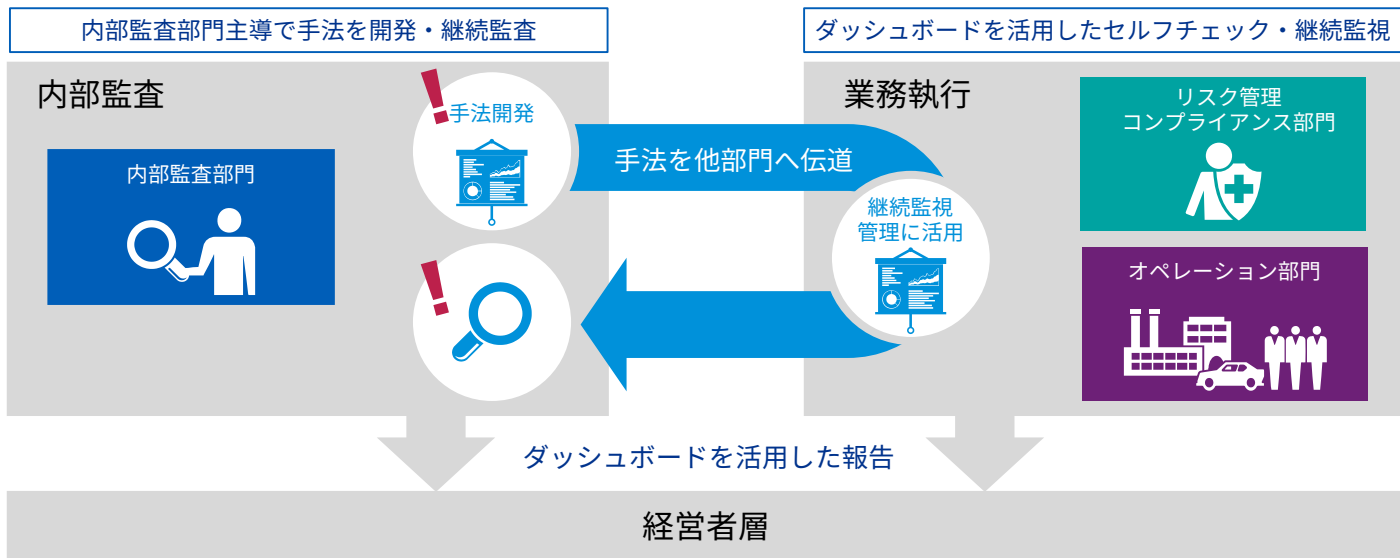 内部監査部門主導で手法を開発・継続監査
ダッシュボードを活用したセルフチェック・継続監視
内部監査
内部監査部門
手法開発
手法を他部門へ伝道
継続監視
管理に活用
業務執行
リスク管理
コンプライアンス部門
オペレーション部門
ダッシュボードを活用した報告
経営者層